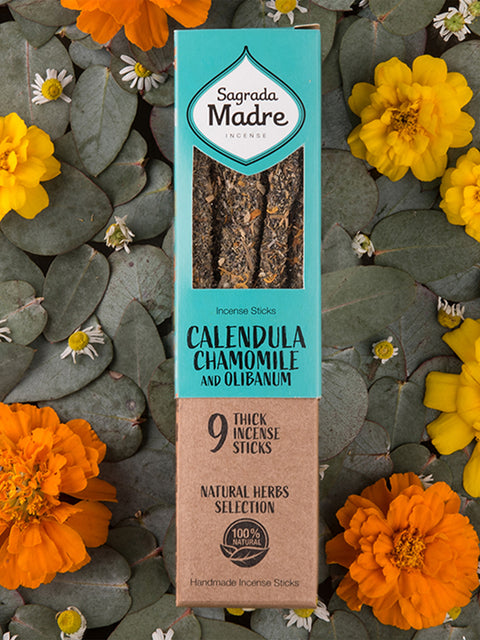 Sagrada
Madre
INCENSE
Incense Sticks
CALENDULA
CHAMOMILE
AND OLIBANUM
9 THICK
INCENSE
STICKS
NATURAL HERBS
SELECTION
100%
NATURAL
Handmade Incense Sticks